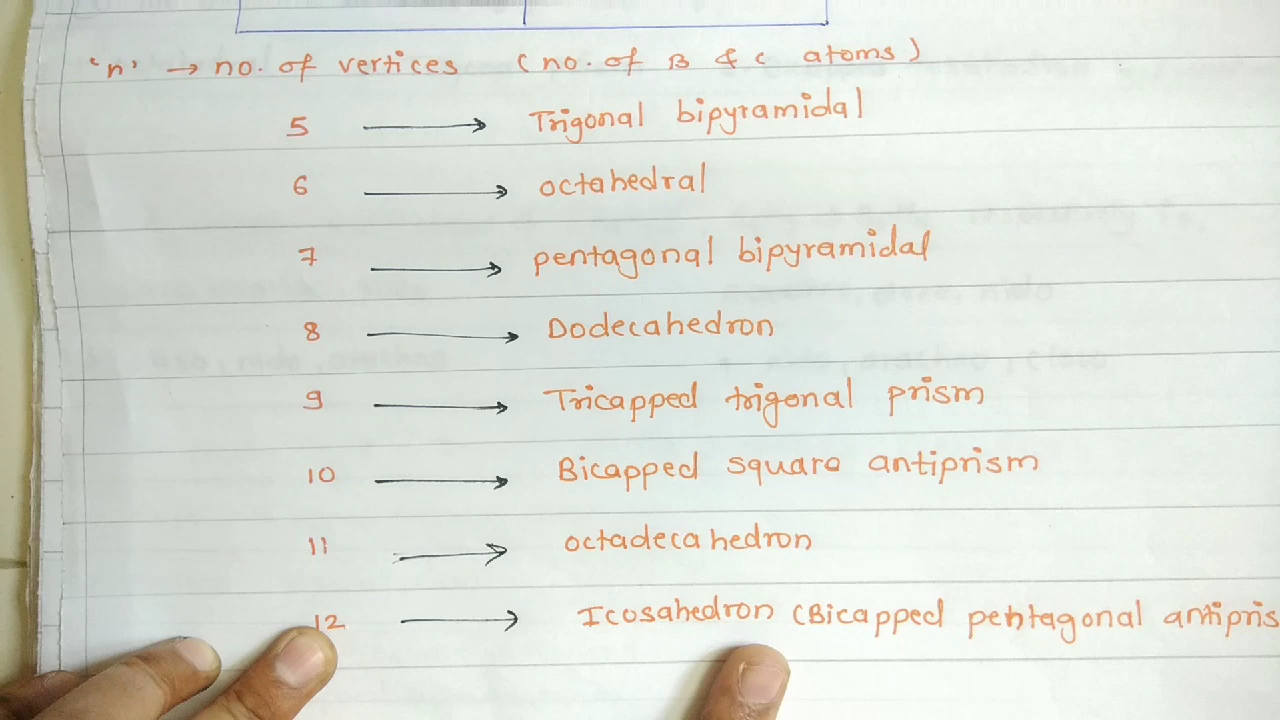 'n' → no. of vertices (no. of B & C atoms)
5 → Trigonal bipyramidal
6 → octahedral
7 → pentagonal bipyramidal
8 → Dodecahedron
9 → Tricapped trigonal prism
10 → Bicapped square antiprism
11 → octadecahedron
12 → Icosahedron (Bicapped pentagonal antipris